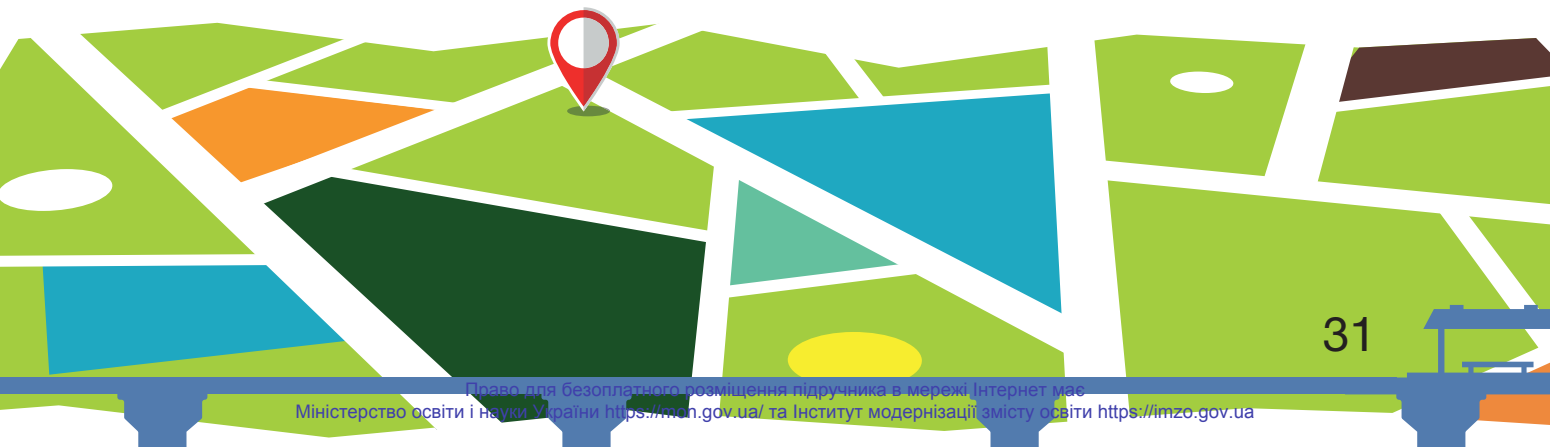 31
Право для безоплатного розміщення підручника в мережі Інтернет має
Міністерство освіти і науки України https://mon.gov.ua/ та Інститут модернізації змісту освіти https://imzo.gov.ua